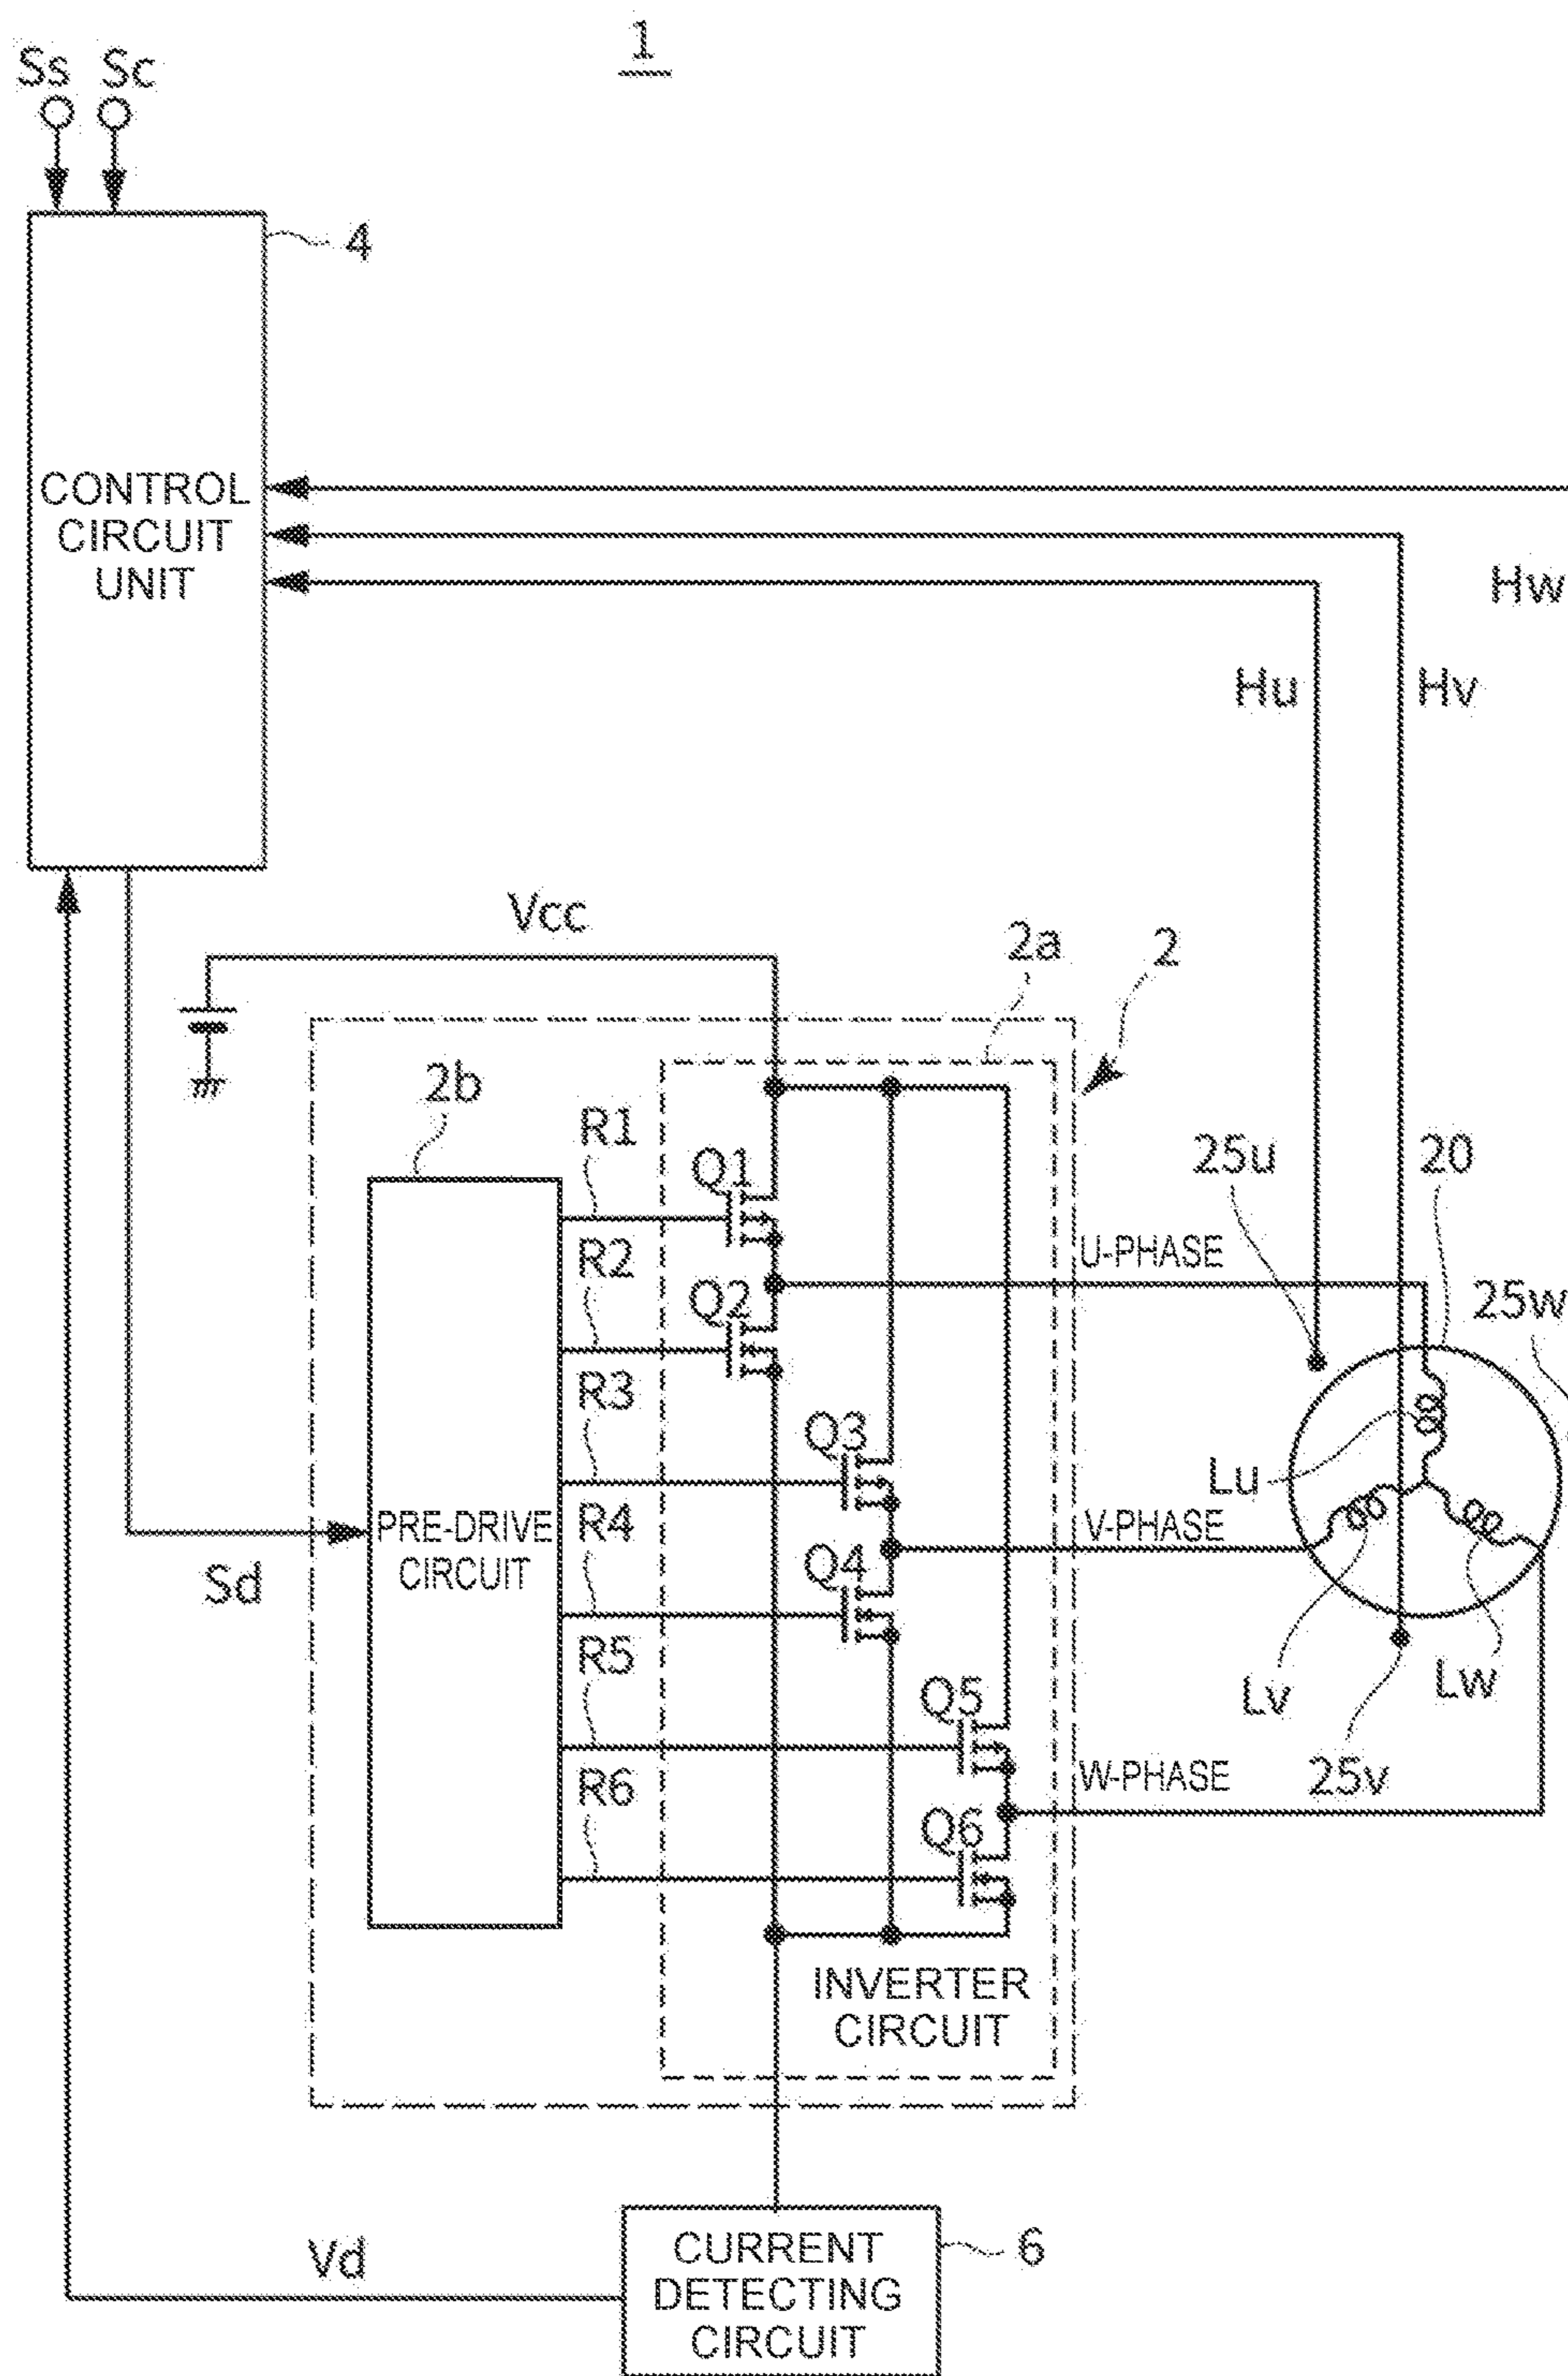 1
Ss Sc
4
CONTROL
CIRCUIT
UNIT
Hw
Hu Hv
Vcc
2a 2
2b
R1
Q1
25u 20
R2
U-PHASE
Q2
25w
R3
Q3
Lu
R4
PRE-DRIVE
CIRCUIT
V-PHASE
Q4
Sd
R5
Q5
Lv Lw
25v
W-PHASE
R6
Q6
INVERTER
CIRCUIT
Vd
CURRENT
DETECTING
CIRCUIT
6